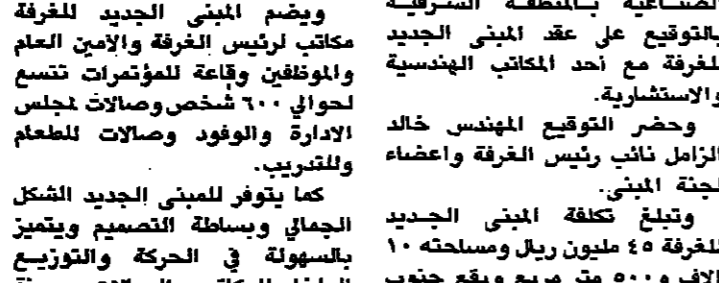 الصناعية بالمنطقة الشرقية
بالتوقيع على عقد المبنى الجديد
للغرفة مع احد المكاتب الهندسية
والاستشارية.
وحضر التوقيع المهندس خالد
الزامل نائب رئيس الغرفة واعضاء
لجنة المبنى.
وتبلغ تكلفة المبنى الجديد
للغرفة ٤٥ مليون ريال ومساحته ١٠
الاف و٥٠٠ متر مربع ويقع جنوب
ويضم المبنى الجديد للغرفة
مكاتب لرئيس الغرفة والامين العام
والموظفين وقاعة للمؤتمرات تتسع
لحوالي ٦٠٠ شخص وصالات لمجلس
الادارة والوفود وصالات للطعام
وللتدريب.
كما يتوفر للمبنى الجديد الشكل
الجمالي وبساطة التصميم ويتميز
بالسهولة في الحركة والتوزيع